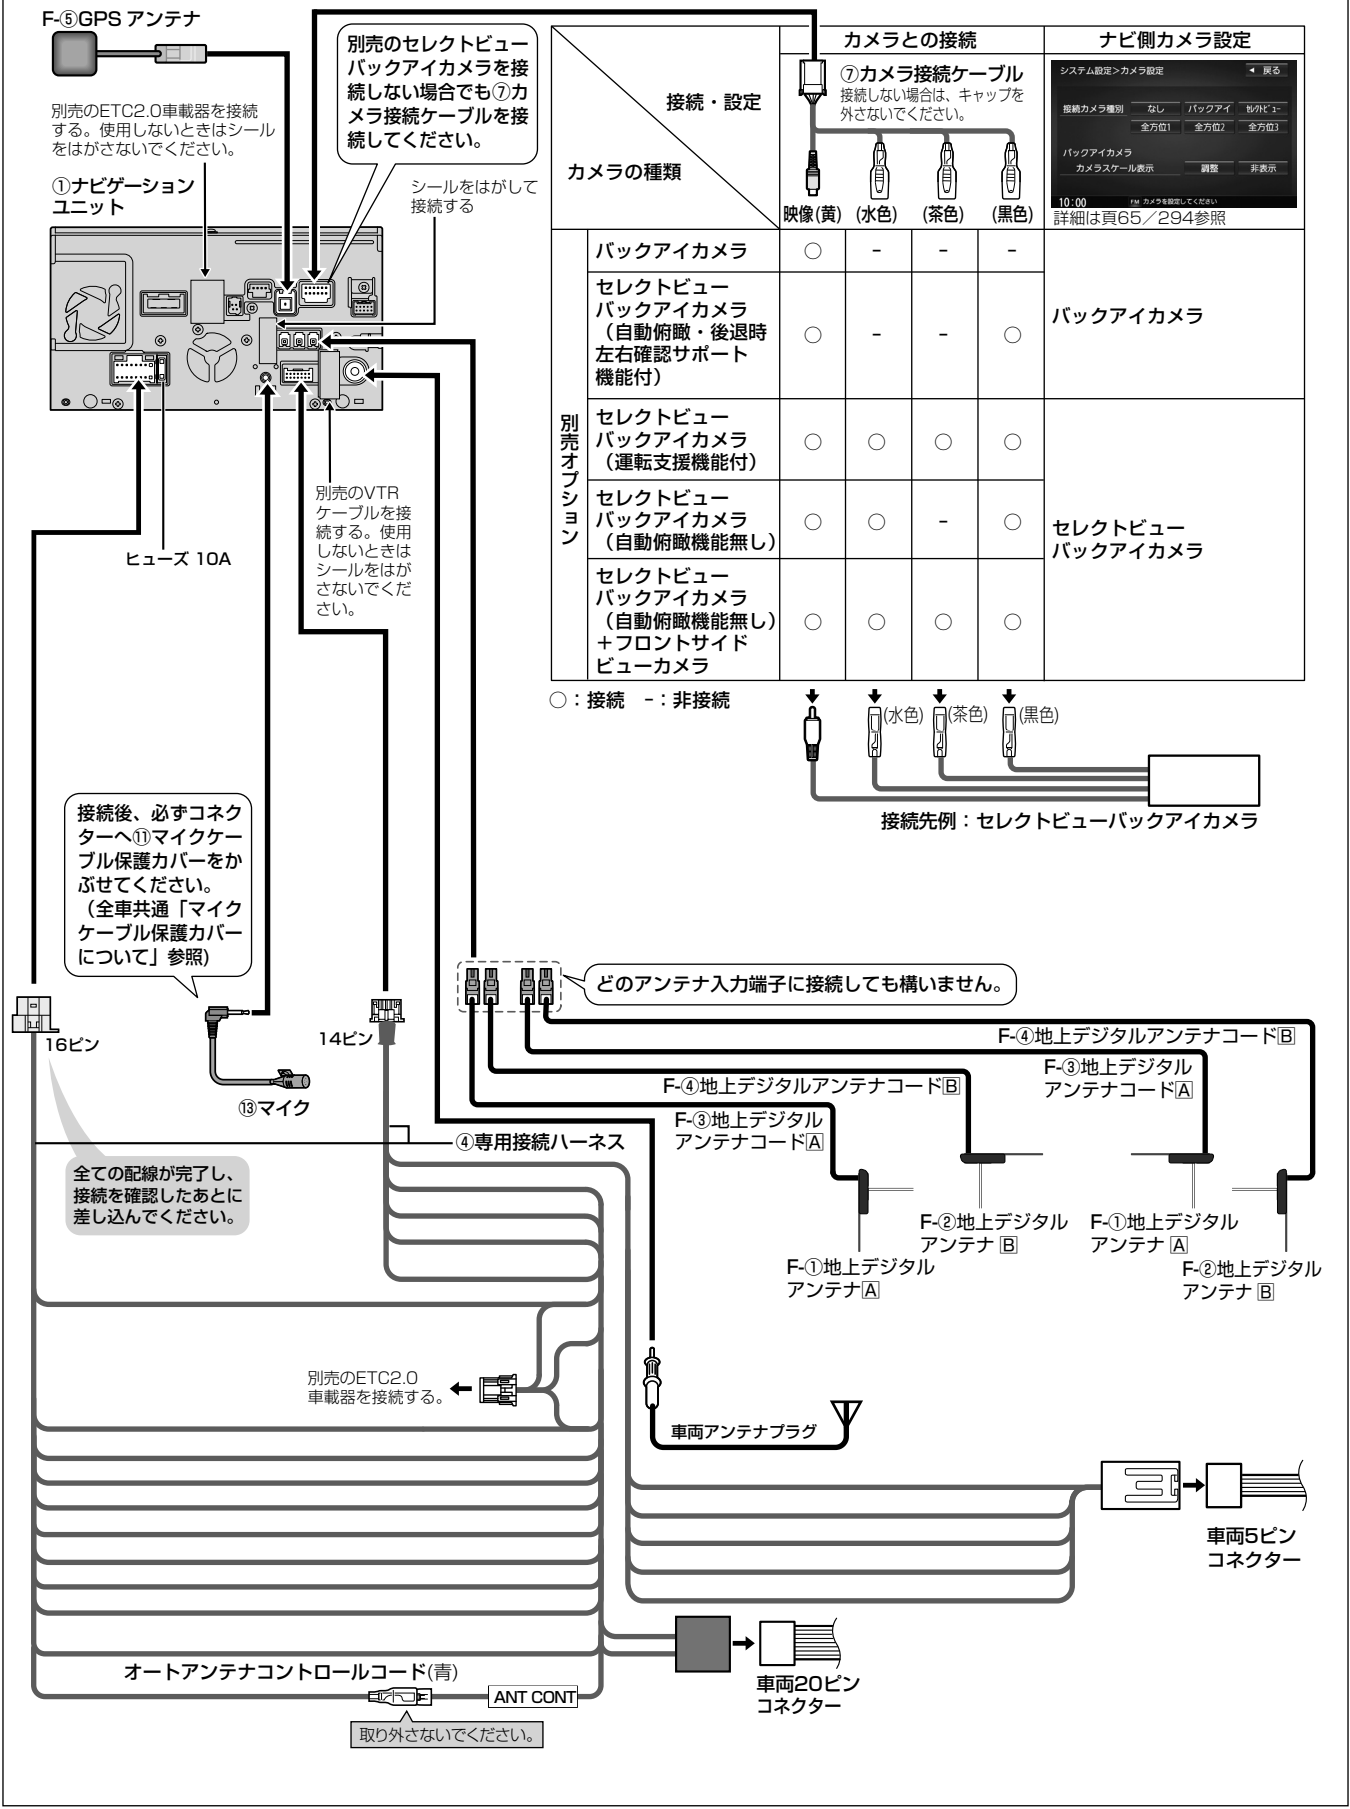 F-⑤GPS アンテナ
別売のETC2.0車載器を接続
する。使用しないときはシール
をはがさないでください。
①ナビゲーション
ユニット
別売のセレクトビュー
バックアイカメラを接
続しない場合でも⑦カ
メラ接続ケーブルを接
続してください。
シールをはがして
接続する
ヒューズ 10A
別売のVTR
ケーブルを接
続する。使用
しないときは
シールをはが
さないでくだ
さい。
接続・設定
カメラの種類
カメラとの接続
ナビ側カメラ設定
⑦カメラ接続ケーブル
接続しない場合は、キャップを
外さないでください。
映像(黄) (水色) (茶色) (黒色)
システム設定>カメラ設定 ◀ 戻る
接続カメラ種別 なし バックアイ セレクトビュー
全方位1 全方位2 全方位3
バックアイカメラ
カメラスケール表示 調整 非表示
10:00 FM カメラを設定してください
詳細は頁65/294参照
別売オプション
バックアイカメラ
○ - - -
セレクトビュー
バックアイカメラ
(自動俯瞰・後退時
左右確認サポート
機能付)
○ - - ○
バックアイカメラ
セレクトビュー
バックアイカメラ
(運転支援機能付)
○ ○ ○ ○
セレクトビュー
バックアイカメラ
(自動俯瞰機能無し)
○ ○ - ○
セレクトビュー
バックアイカメラ
(自動俯瞰機能無し)
+フロントサイド
ビューカメラ
○ ○ ○ ○
セレクトビュー
バックアイカメラ
○:接続 -:非接続
(水色) (茶色) (黒色)
接続先例:セレクトビューバックアイカメラ
接続後、必ずコネク
ターへ⑪マイクケー
ブル保護カバーをか
ぶせてください。
(全車共通「マイク
ケーブル保護カバー
について」参照)
16ピン
14ピン
⑬マイク
どのアンテナ入力端子に接続しても構いません。
F-④地上デジタルアンテナコードB
F-③地上デジタル
アンテナコードA
F-④地上デジタルアンテナコードB
F-③地上デジタル
アンテナコードA
④専用接続ハーネス
全ての配線が完了し、
接続を確認したあとに
差し込んでください。
F-②地上デジタル
アンテナ B
F-①地上デジタル
アンテナ A
F-①地上デジタル
アンテナA
F-②地上デジタル
アンテナ B
別売のETC2.0
車載器を接続する。
車両アンテナプラグ
車両5ピン
コネクター
車両20ピン
コネクター
オートアンテナコントロールコード(青)
ANT CONT
取り外さないでください。